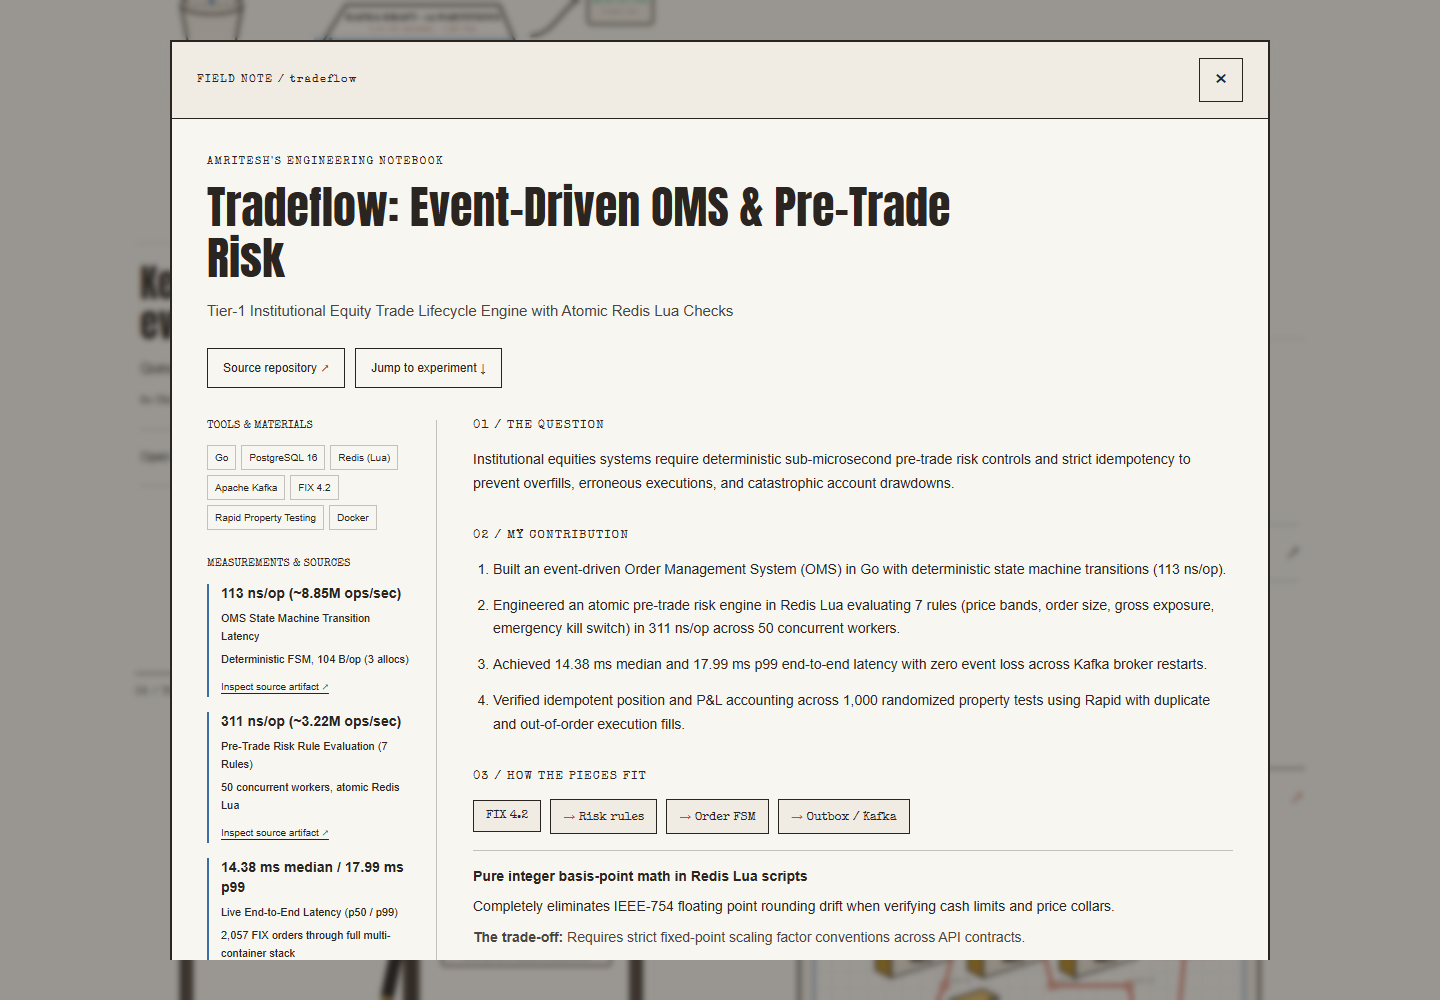 FIELD NOTE / tradeflow
×
AMRITESH'S ENGINEERING NOTEBOOK
Tradeflow: Event-Driven OMS & Pre-Trade
Risk
Tier-1 Institutional Equity Trade Lifecycle Engine with Atomic Redis Lua Checks
Source repository ↗
Jump to experiment ↓
TOOLS & MATERIALS
Go
PostgreSQL 16
Redis (Lua)
Apache Kafka
FIX 4.2
Rapid Property Testing
Docker
MEASUREMENTS & SOURCES
113 ns/op (~8.85M ops/sec)
OMS State Machine Transition
Latency
Deterministic FSM, 104 B/op (3 allocs)
Inspect source artifact ↗
311 ns/op (~3.22M ops/sec)
Pre-Trade Risk Rule Evaluation (7
Rules)
50 concurrent workers, atomic Redis
Lua
Inspect source artifact ↗
14.38 ms median / 17.99 ms
p99
Live End-to-End Latency (p50 / p99)
2,057 FIX orders through full multi-
container stack
01 / THE QUESTION
Institutional equities systems require deterministic sub-microsecond pre-trade risk controls and strict idempotency to
prevent overfills, erroneous executions, and catastrophic account drawdowns.
02 / MY CONTRIBUTION
1. Built an event-driven Order Management System (OMS) in Go with deterministic state machine transitions (113 ns/op).
2. Engineered an atomic pre-trade risk engine in Redis Lua evaluating 7 rules (price bands, order size, gross exposure,
emergency kill switch) in 311 ns/op across 50 concurrent workers.
3. Achieved 14.38 ms median and 17.99 ms p99 end-to-end latency with zero event loss across Kafka broker restarts.
4. Verified idempotent position and P&L accounting across 1,000 randomized property tests using Rapid with duplicate
and out-of-order execution fills.
03 / HOW THE PIECES FIT
FIX 4.2
→ Risk rules
→ Order FSM
→ Outbox / Kafka
Pure integer basis-point math in Redis Lua scripts
Completely eliminates IEEE-754 floating point rounding drift when verifying cash limits and price collars.
The trade-off: Requires strict fixed-point scaling factor conventions across API contracts.